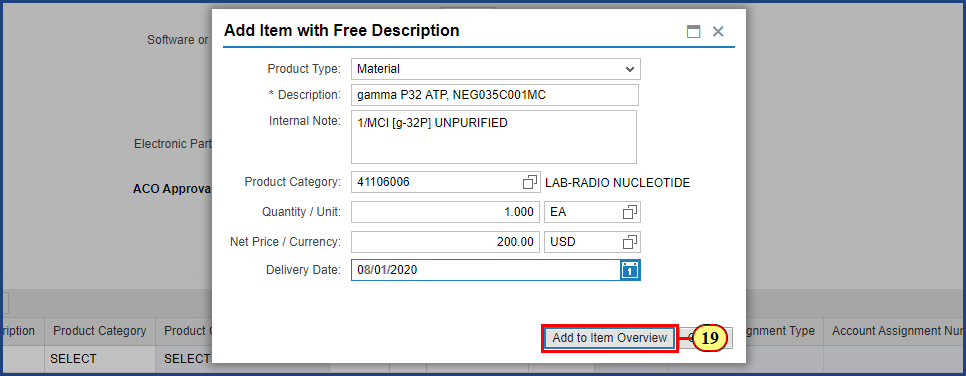 Add Item with Free Description
Software or
Product Type: Material
* Description: gamma P32 ATP, NEG035C001MC
Internal Note: 1/MCI [g-32P] UNPURIFIED
Electronic Part
ACO Approva
Product Category: 41106006 LAB-RADIO NUCLEOTIDE
Quantity / Unit: 1.000 EA
Net Price / Currency: 200.00 USD
Delivery Date: 08/01/2020 1
Add to Item Overview 19
ription Product Category Product C gnment Type Account Assignment Num
SELECT SELECT